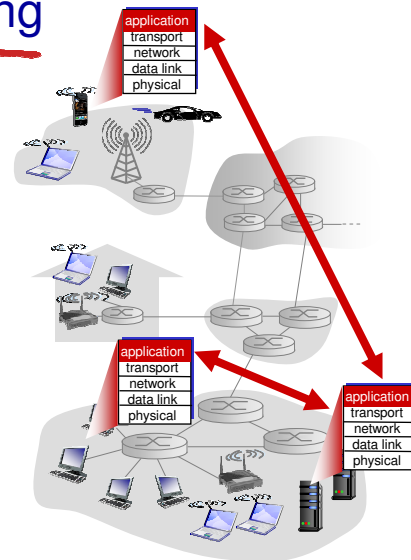 ng
application
transport
network
data link
physical
application
transport
network
data link
physical
application
transport
network
data link
physical